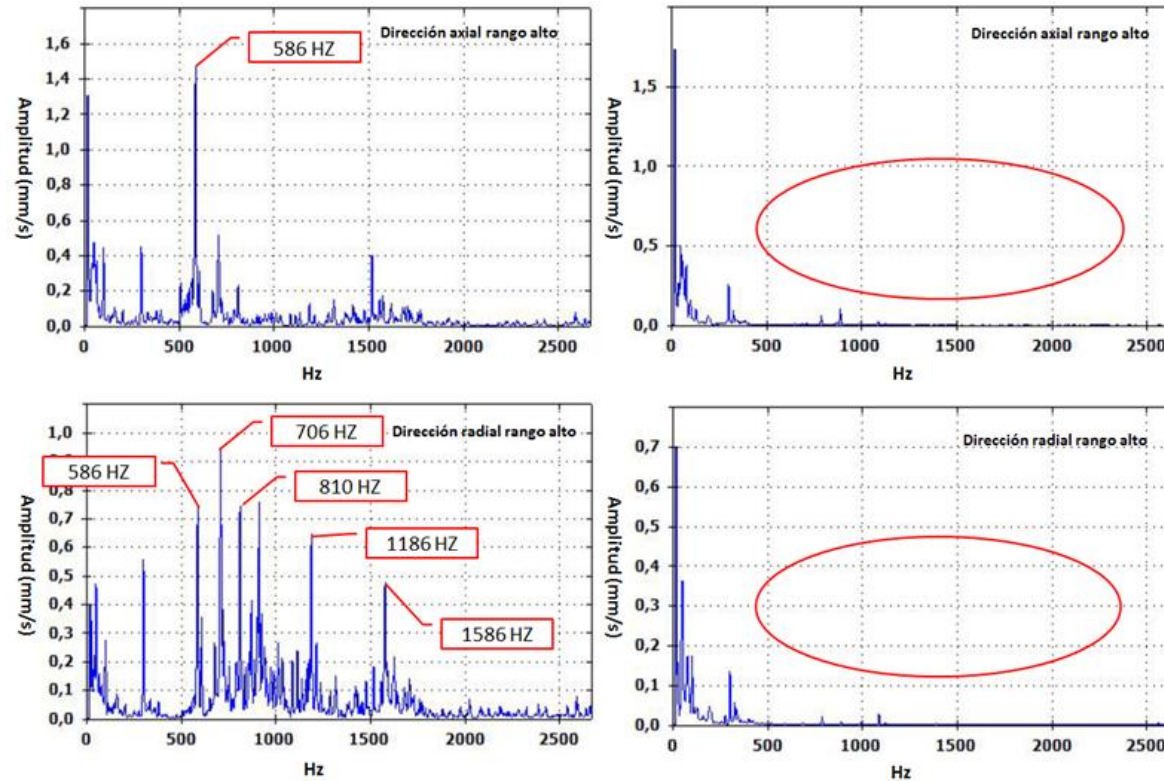 Dirección axial rango alto
586 HZ
Amplitud (mm/s)
1,6
1,4
1,2
1,0
0,8
0,6
0,4
0,2
0,0
0 500 1000 1500 2000 2500
Hz
Dirección axial rango alto
Amplitud (mm/s)
1,5
1,0
0,5
0,0
0 500 1000 1500 2000 2500
Hz
Dirección radial rango alto
706 HZ
586 HZ
810 HZ
1186 HZ
1586 HZ
Amplitud (mm/s)
1,0
0,8
0,7
0,6
0,5
0,4
0,3
0,2
0,1
0,0
0 500 1000 1500 2000 2500
Hz
Dirección radial rango alto
Amplitud (mm/s)
0,7
0,6
0,5
0,4
0,3
0,2
0,1
0,0
0 500 1000 1500 2000 2500
Hz